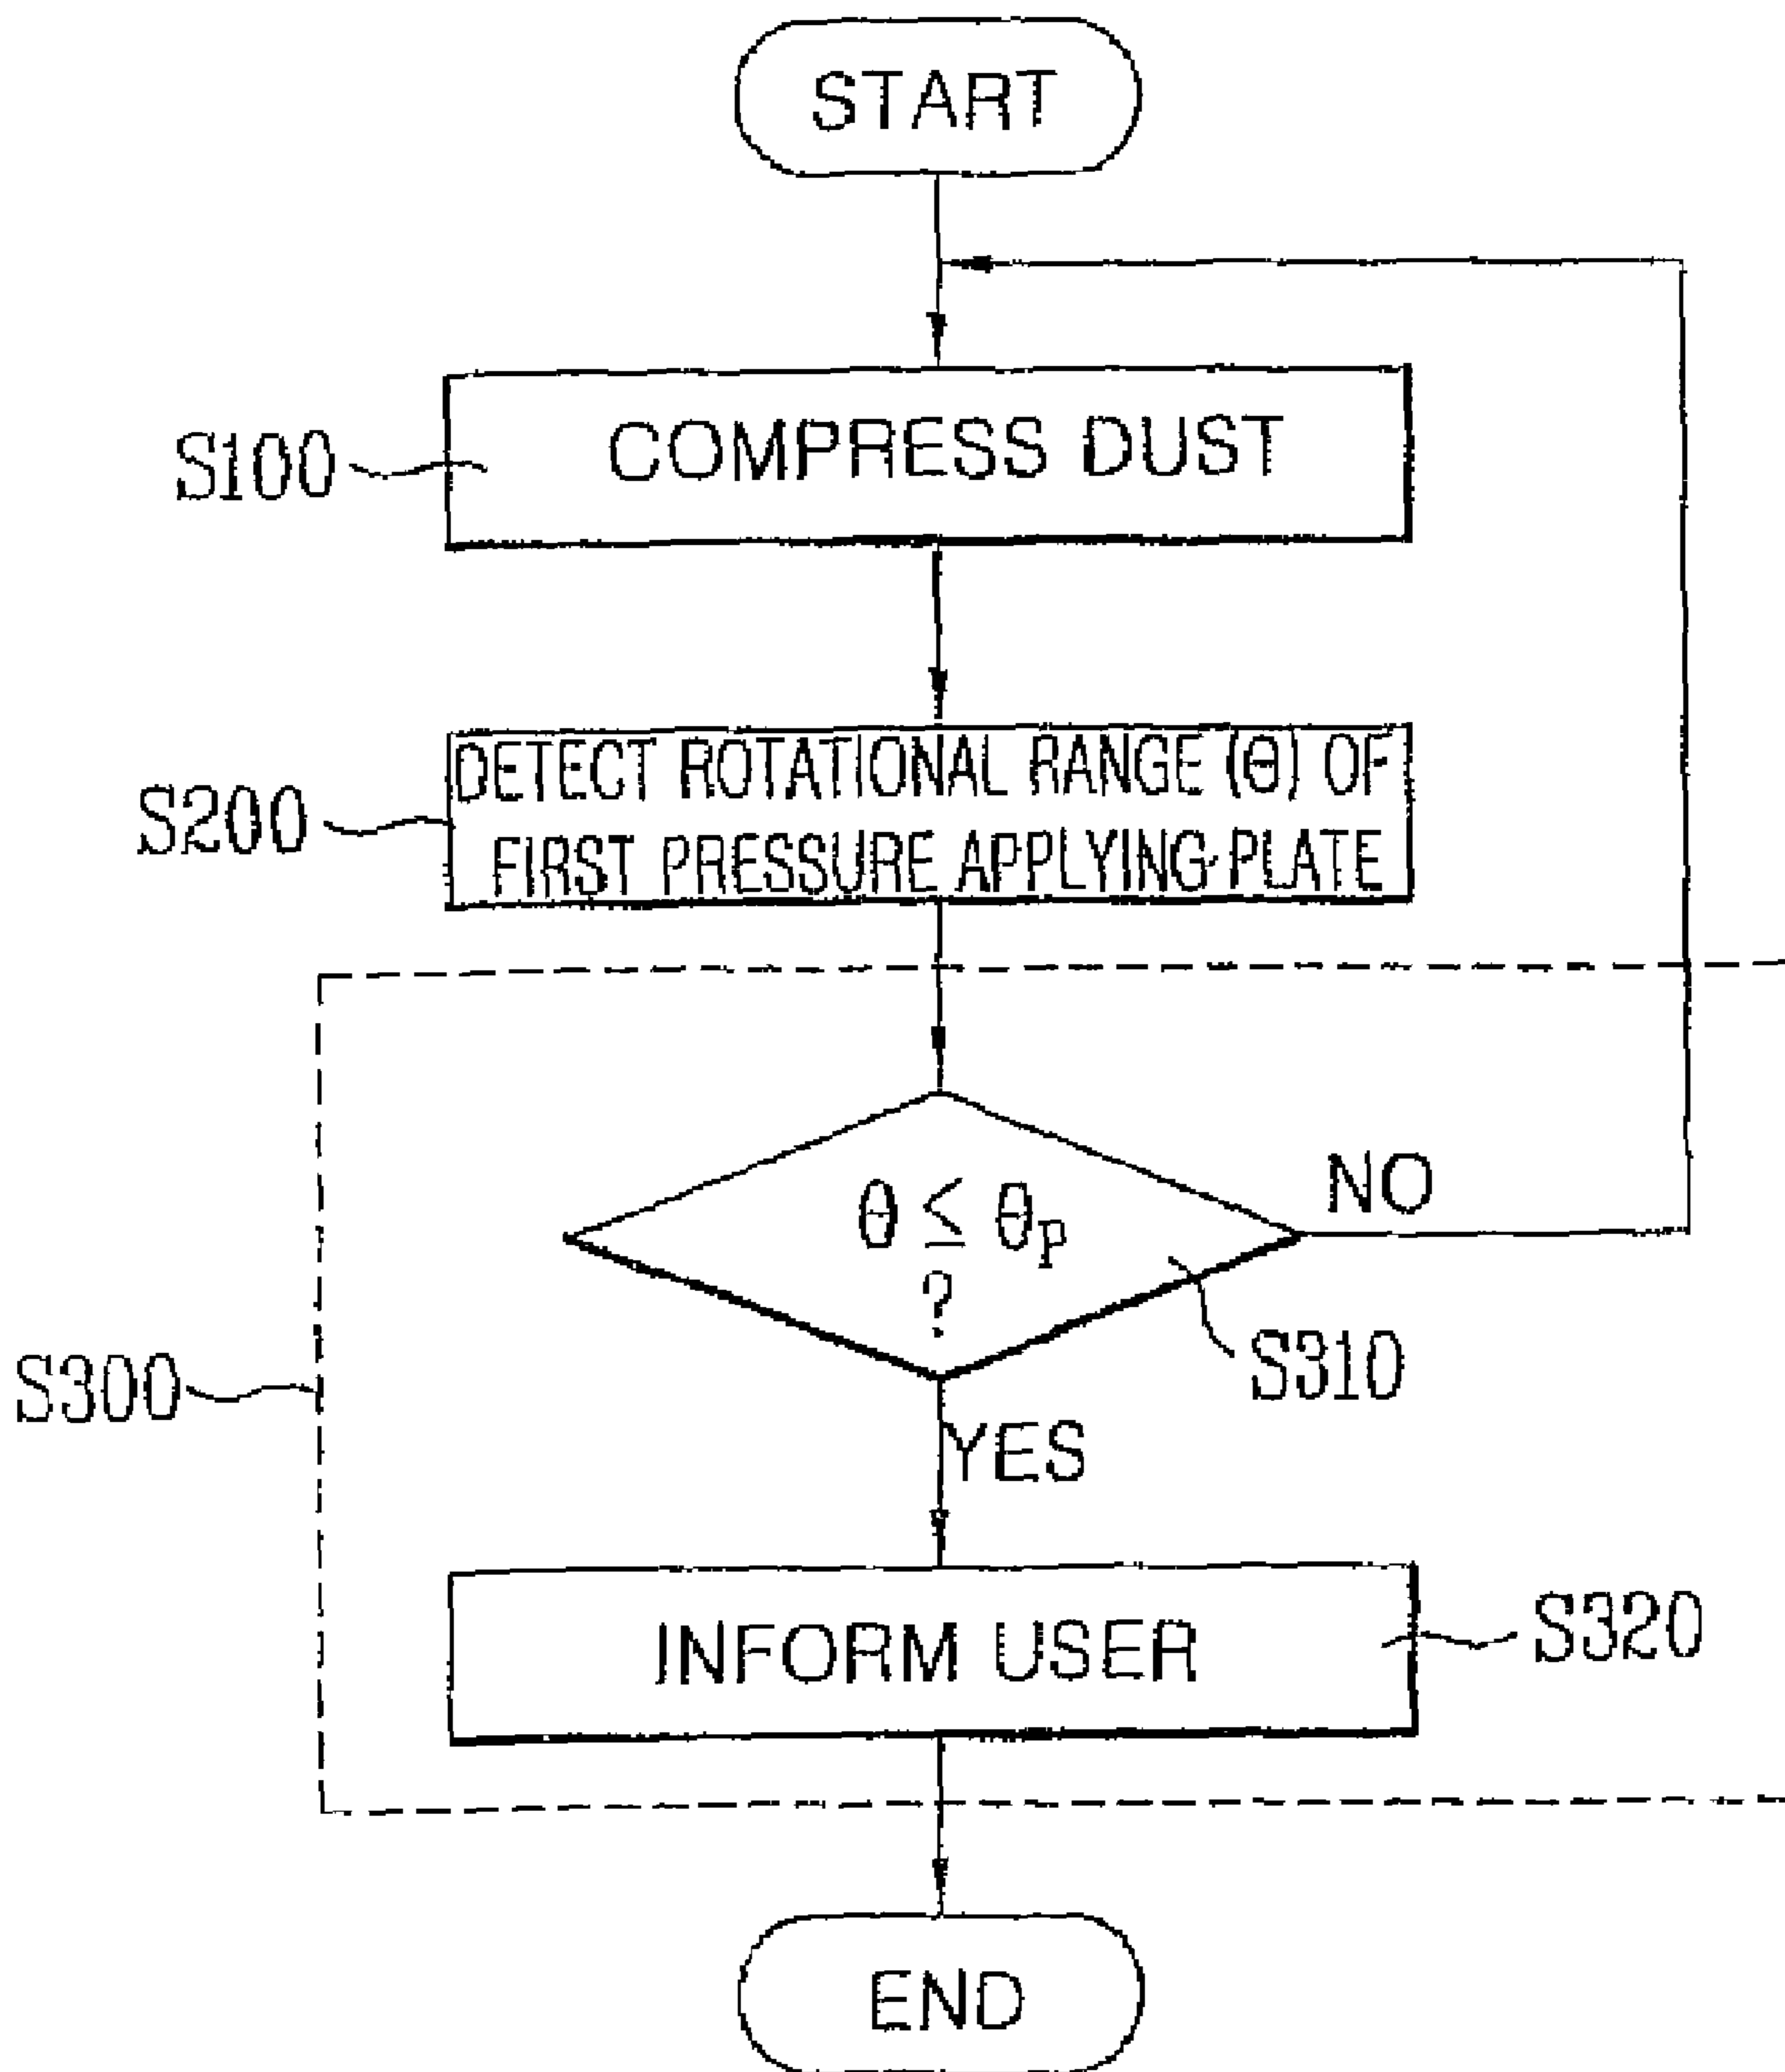 START
S100
COMPRESS DUST
S200
DETECT ROTATIONAL RANGE (Θ) OF
FIRST PRESSURE APPLYING PLATE
θ ≤ θP
?
NO
S310
S300
YES
INFORM USER
S320
END